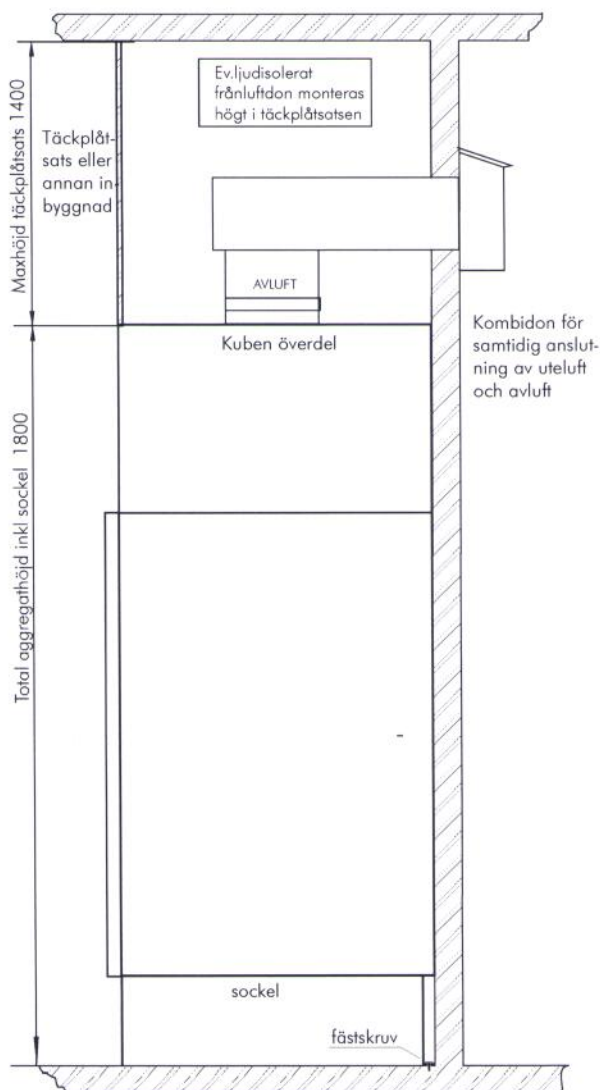 Maxhöjd täckplåtsats 1400
Ev.ljudisolerat
frånluftdon monteras
högt i täckplåtsatsen
Täckplåt-
sats eller
annan in
byggnad
AVLUFT
Kuben överdel
Kombidon för
samtidig anslut-
ning av uteluft
och avluft
Total aggregathöjd inkl sockel 1800
sockel
fästskruv